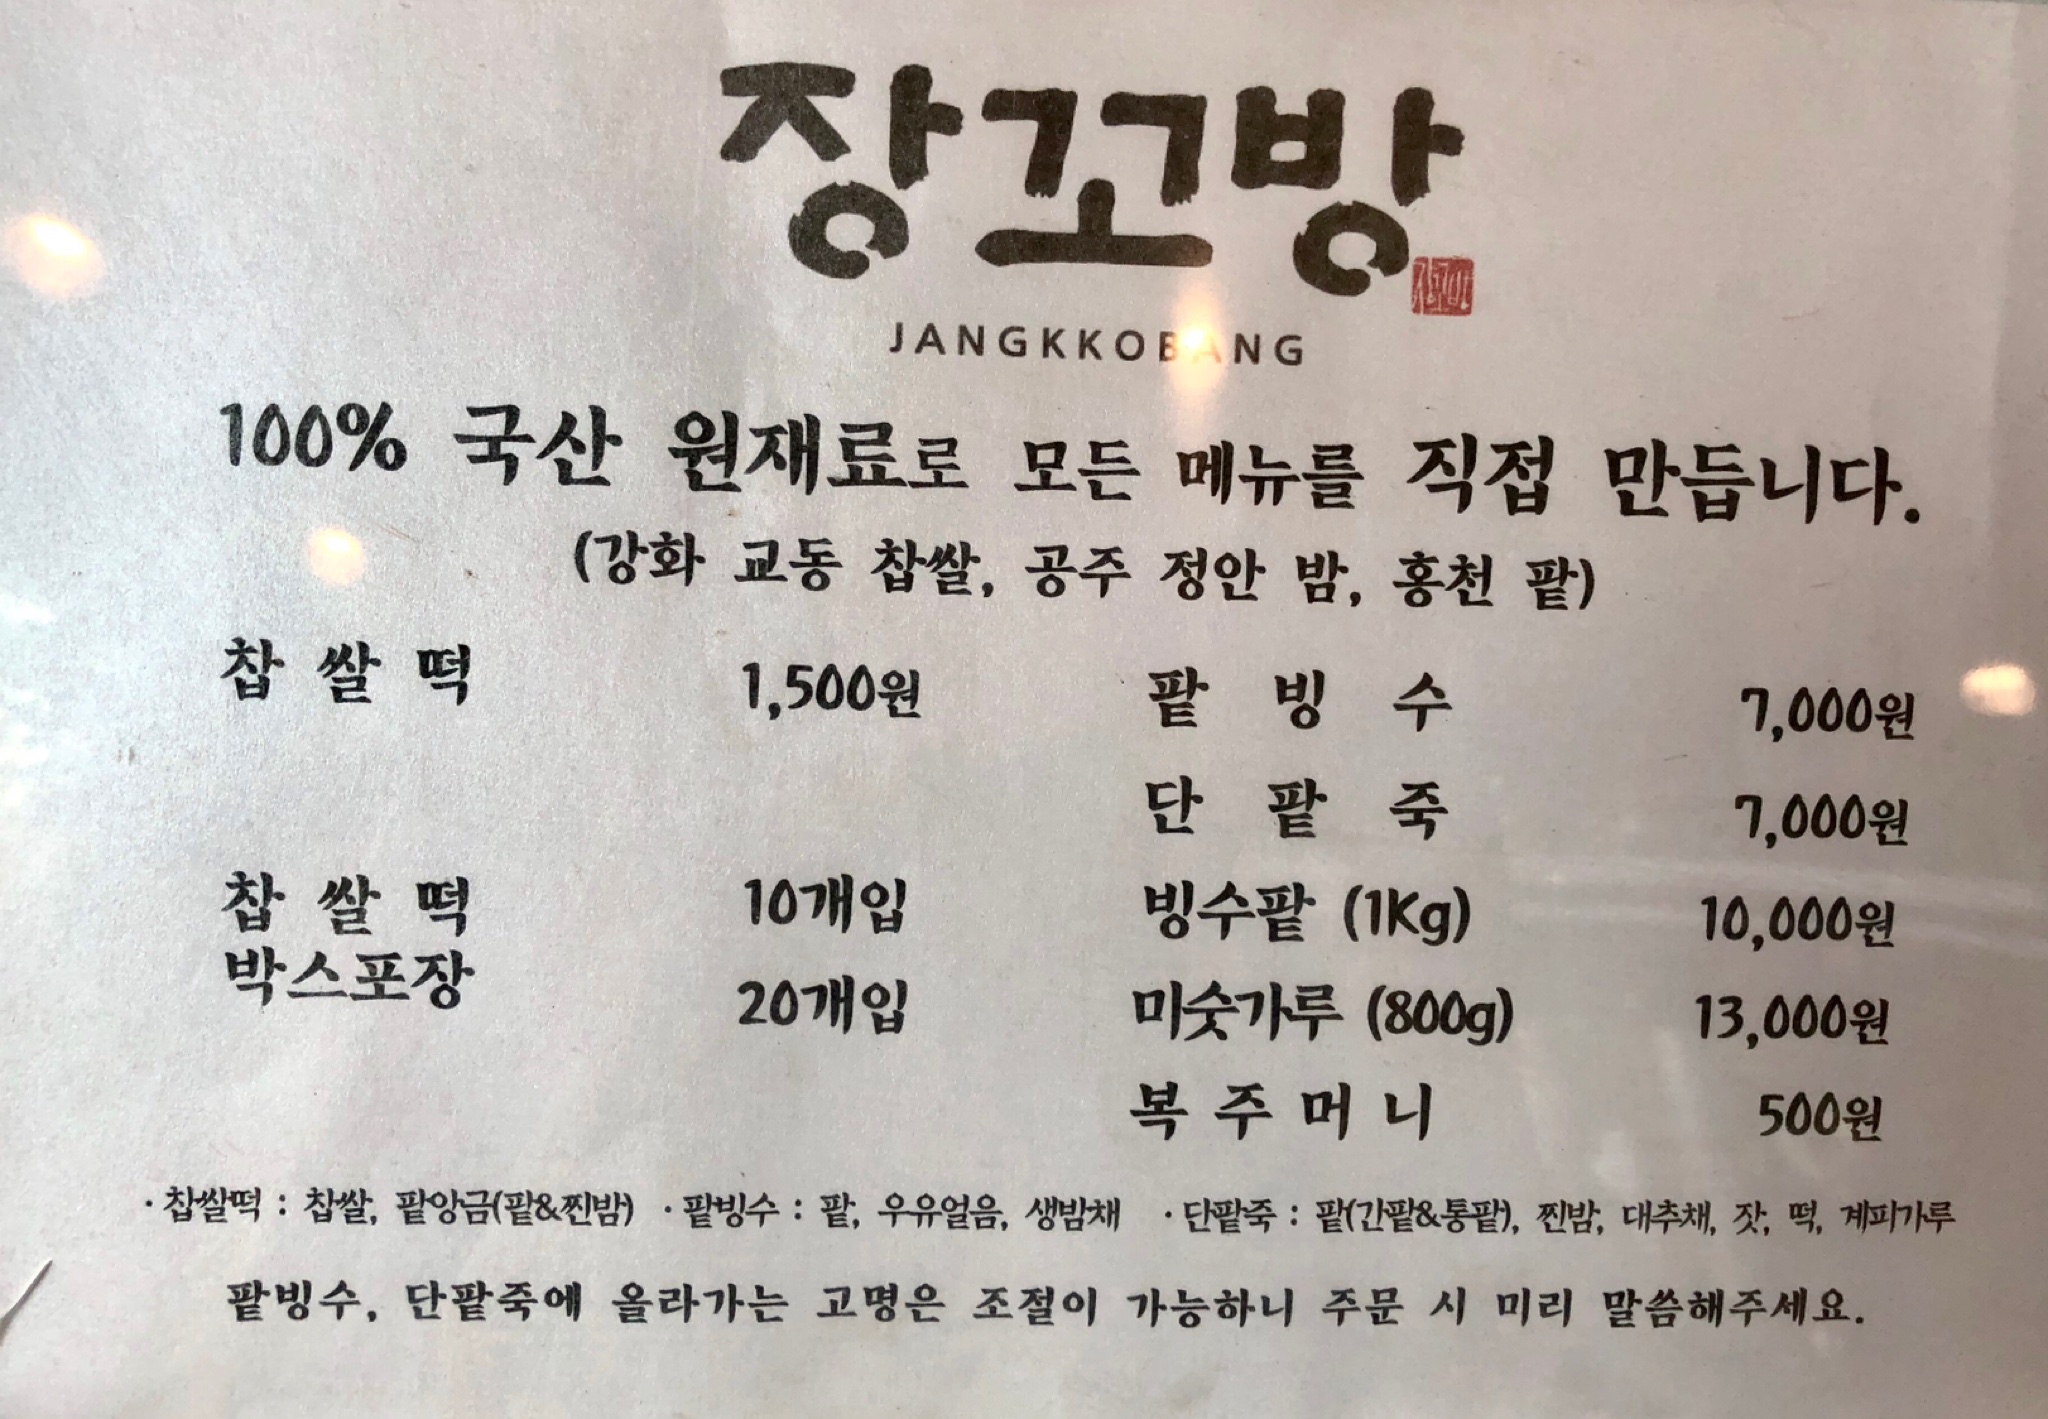 장꼬방
장꼬방
JANGKKOBANG
100% 국산 원재료로 모든 메뉴를 직접 만듭니다.
(강화 교동 찹쌀, 공주 정안 밤, 홍천 팥)
찹 쌀 떡 1,500원
팥 빙 수 7,000원
단 팥 죽 7,000원
찹 쌀 떡 10개입
박스포장
20개입
빙수팥 (1Kg) 10,000원
미숫가루 (800g) 13,000원
복 주 머 니 500원
· 찹쌀떡 : 찹쌀, 팥앙금(팥&찐밤) · 팥빙수 : 팥, 우유얼음, 생밤채 · 단팥죽 : 팥(간팥&통팥), 찐밤, 대추채, 잣, 떡, 계피가루
팥빙수, 단팥죽에 올라가는 고명은 조절이 가능하니 주문 시 미리 말씀해주세요.